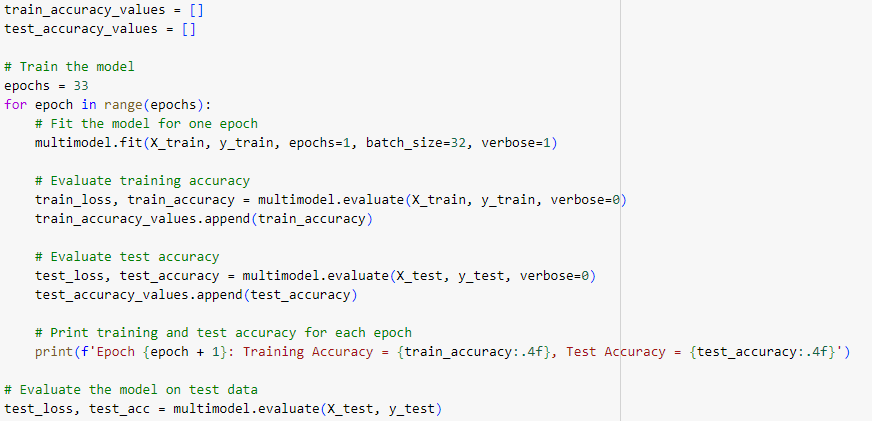 train_accuracy_values = []
test_accuracy_values = []
# Train the model
epochs = 33
for epoch in range(epochs):
    # Fit the model for one epoch
    multimodel.fit(X_train, y_train, epochs=1, batch_size=32, verbose=1)
    # Evaluate training accuracy
    train_loss, train_accuracy = multimodel.evaluate(X_train, y_train, verbose=0)
    train_accuracy_values.append(train_accuracy)
    # Evaluate test accuracy
    test_loss, test_accuracy = multimodel.evaluate(X_test, y_test, verbose=0)
    test_accuracy_values.append(test_accuracy)
    # Print training and test accuracy for each epoch
    print(f'Epoch {epoch + 1}: Training Accuracy = {train_accuracy:.4f}, Test Accuracy = {test_accuracy:.4f}')
# Evaluate the model on test data
test_loss, test_acc = multimodel.evaluate(X_test, y_test)